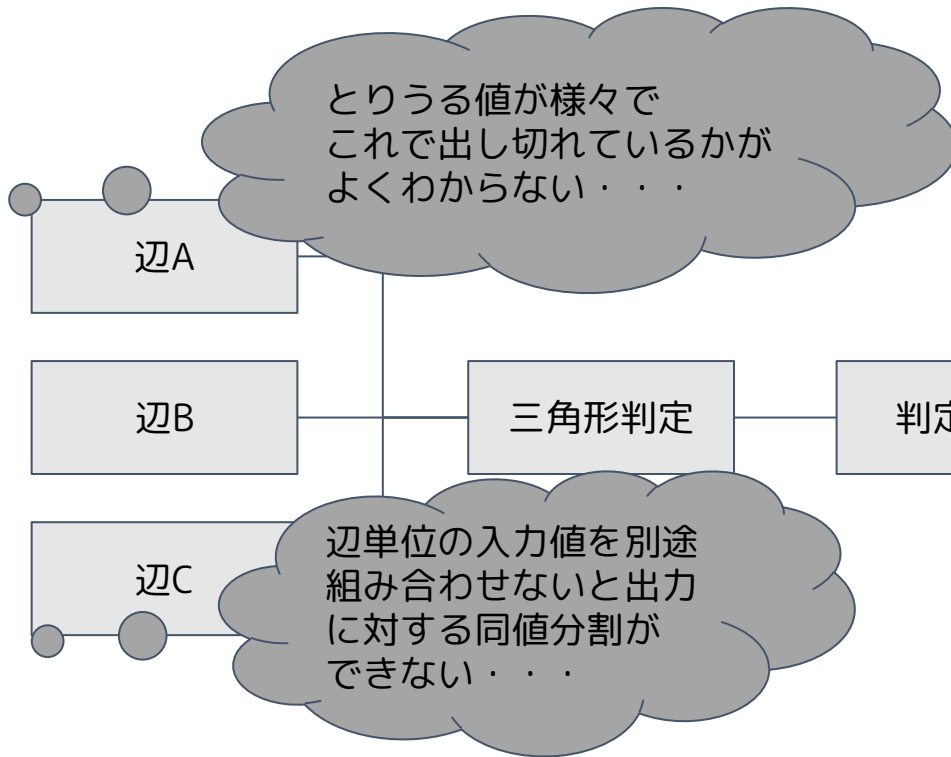 とりうる値が様々で
これで出し切れているかが
よくわからない・・・
辺A
辺B
三角形判定
判定
辺C
辺単位の入力値を別途
組み合わせないと出力
に対する同値分割が
できない・・・